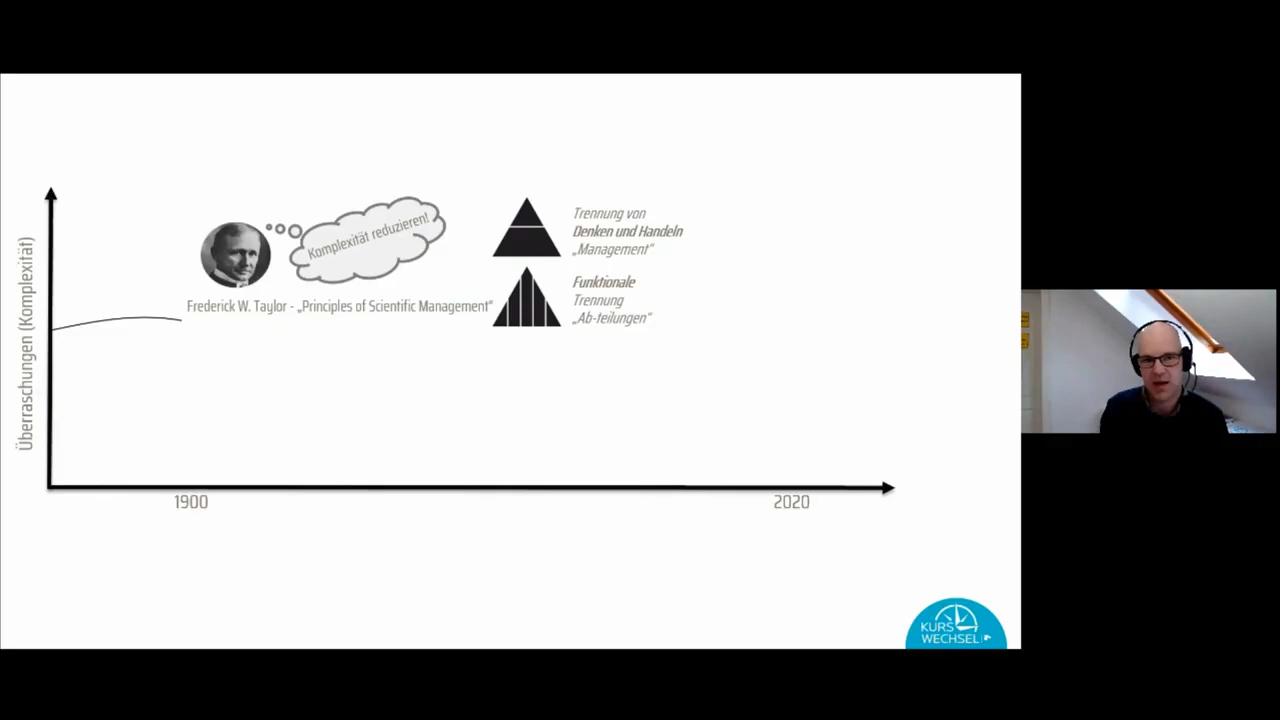 Überraschungen (Komplexität)
Komplexität reduzieren!
Frederick W. Taylor - „Principles of Scientific Management“
Trennung von
Denken und Handeln
„Management“
Funktionale
Trennung
„Ab-teilungen“
1900
2020
KURS
WECHSEL